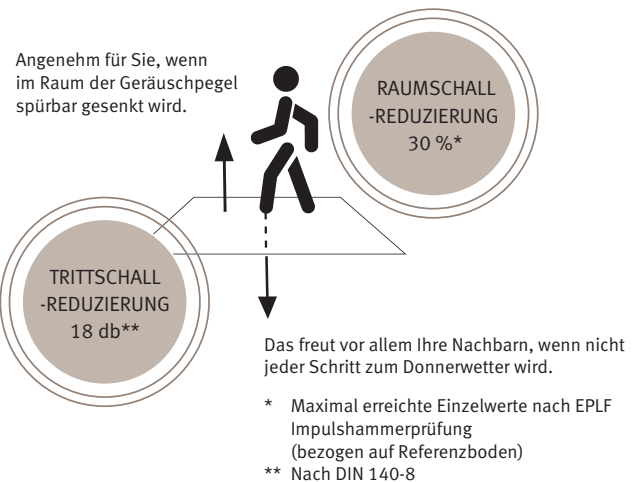 Angenehm für Sie, wenn
im Raum der Geräuschpegel
spürbar gesenkt wird.
RAUMSCHALL
-REDUZIERUNG
30 %*
TRITTSCHALL
-REDUZIERUNG
18 db**
Das freut vor allem Ihre Nachbarn, wenn nicht
jeder Schritt zum Donnerwetter wird.
* Maximal erreichte Einzelwerte nach EPLF
Impulshammerprüfung
(bezogen auf Referenzboden)
** Nach DIN 140-8